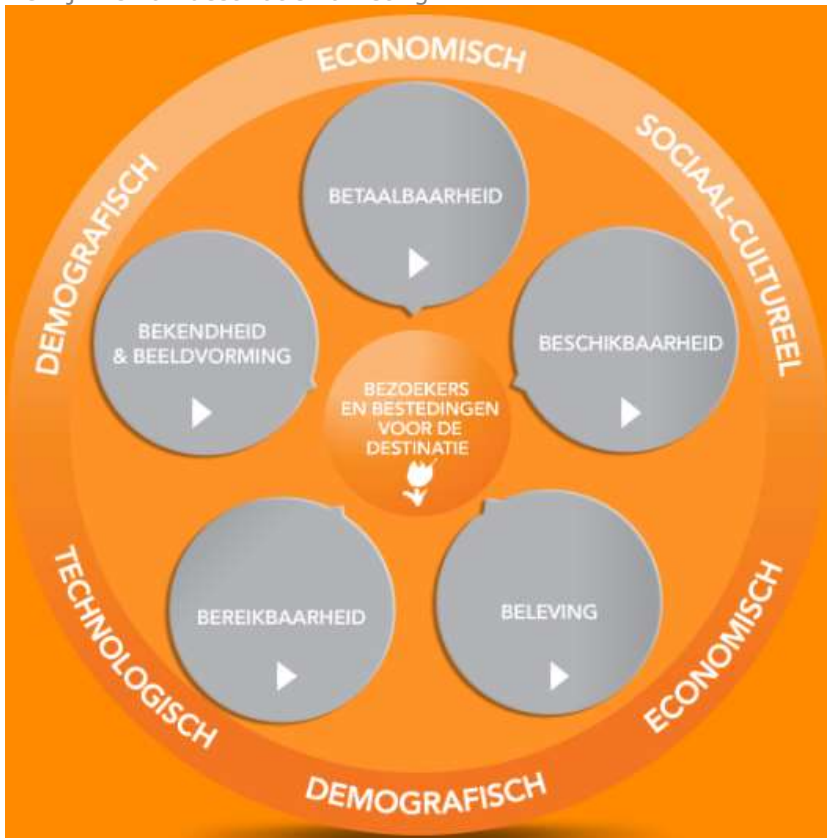 ECONOMISCH
SOCIAAL-CULTUREEL
DEMOGRAFISCH
BETAALBAARHEID
BEKENDHEID
& BEELDVORMING
BESCHIKBAARHEID
BEZOEKERS
EN BESTEDINGEN
VOOR DE
DESTINATIE
BEREIKBAARHEID
BELEVING
TECHNOLOGISCH
ECONOMISCH
DEMOGRAFISCH